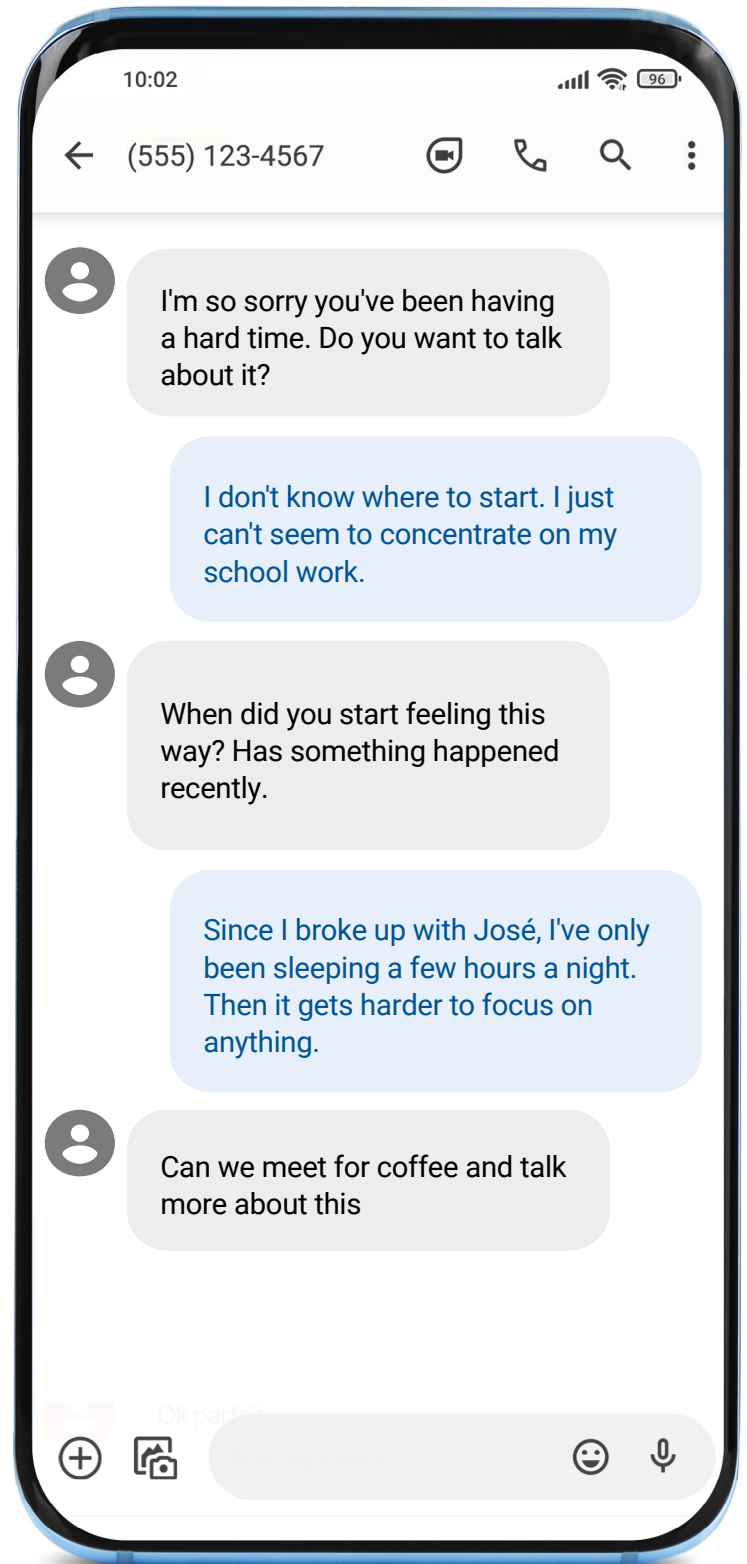 10:02
96
(555) 123-4567
I'm so sorry you've been having
a hard time. Do you want to talk
about it?
I don't know where to start. I just
can't seem to concentrate on my
school work.
When did you start feeling this
way? Has something happened
recently.
Since I broke up with José, I've only
been sleeping a few hours a night.
Then it gets harder to focus on
anything.
Can we meet for coffee and talk
more about this
Ok parfait